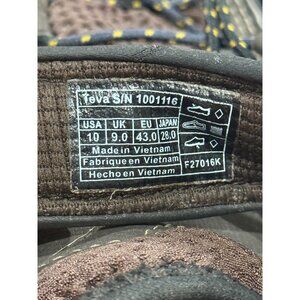 Teva S/N 1001116
USA UK EU JAPAN
10 9.0 43.0 28.0
Made in Vietnam
Fabrique en Vietnam
Hecho en Vietnam
F27016K